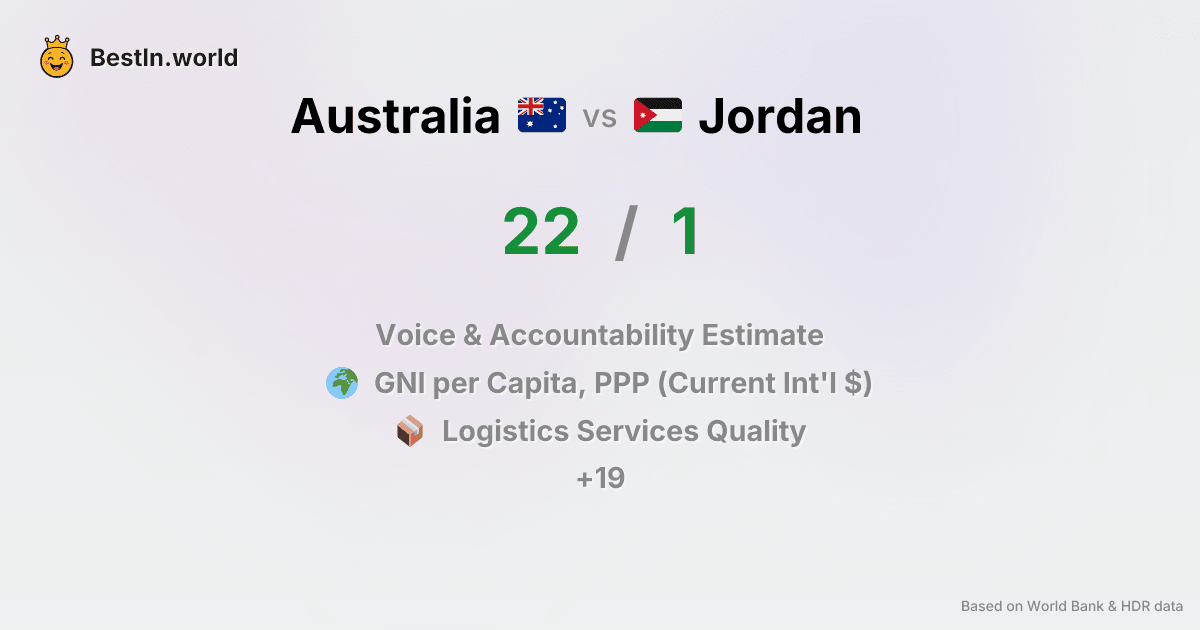 BestIn.world
Australia vs Jordan
22 / 1
Voice & Accountability Estimate
GNI per Capita, PPP (Current Int'l $)
Logistics Services Quality
+19
Based on World Bank & HDR data